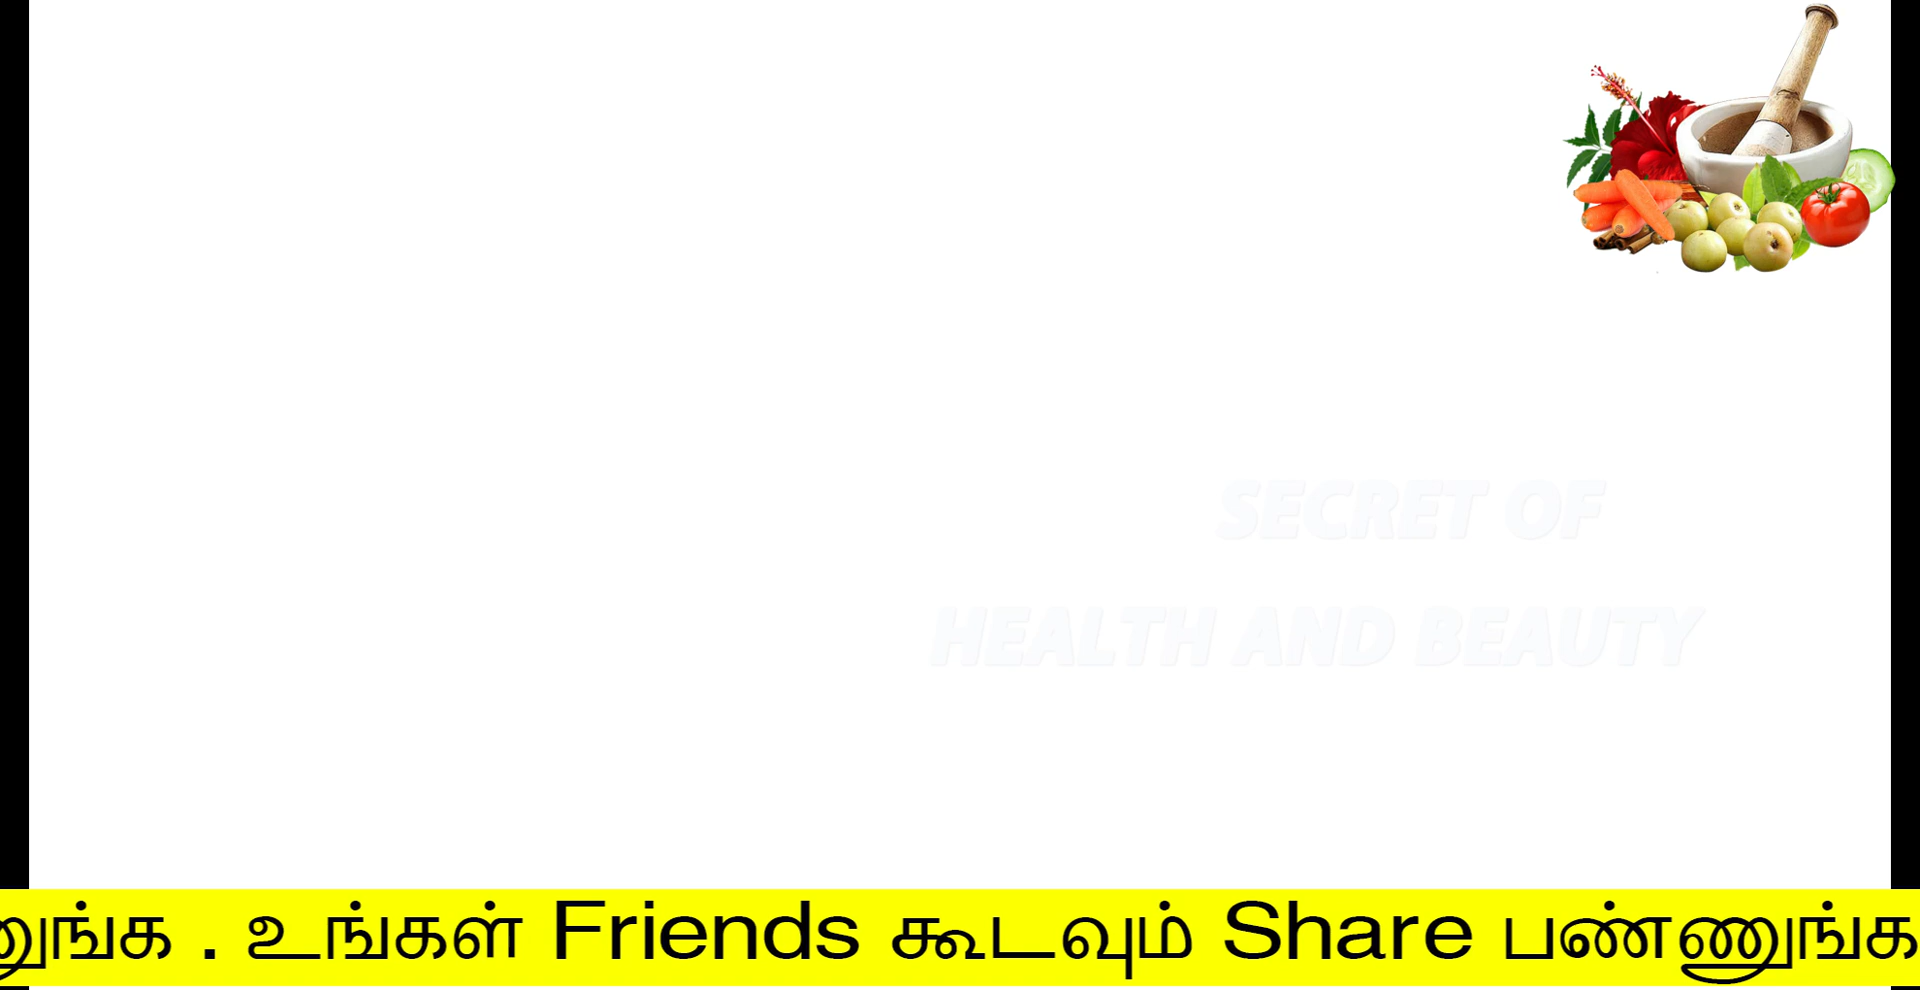 SECRET OF
HEALTH AND BEAUTY
ங்க . உங்கள் Friends கூடவும் Share பண்ணுங்க